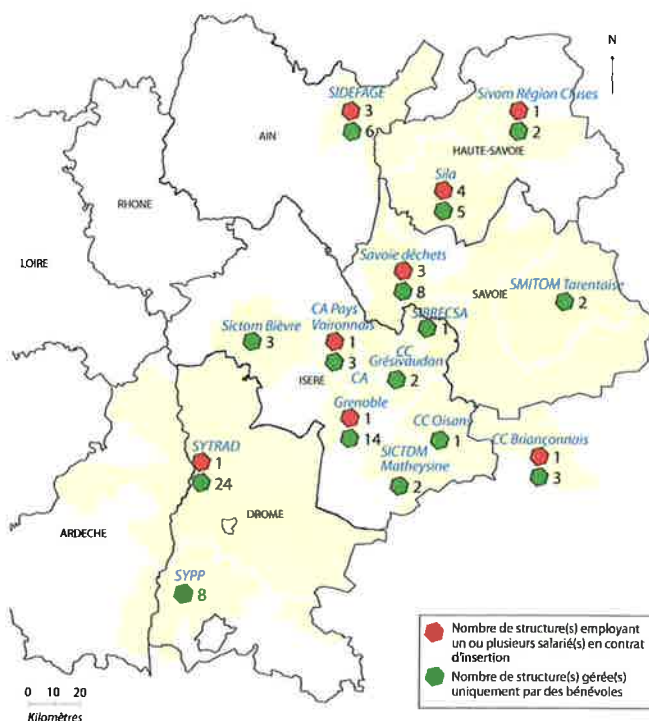 N
SIDEFAGE
3
6
AIN
Sivom Région Cluses
1
2
HAUTE-SAVOIE
Sila
4
5
RHONE
LOIRE
Savoie déchets
3
8
SAVOIE
SMITOM Tarentaise
2
SIBRECSA
1
Sictom Bièvre
3
CA Pays
Voironnais
1
3
CC
Grésivaudan
2
ISERE
CA
Grenoble
1
14
CC Oisans
1
SICTDM
Matheysine
2
CC Briançonnais
1
3
SYTRAD
1
24
ARDECHE
DROME
SYPP
8
Nombre de structure(s) employant
un ou plusieurs salarié(s) en contrat
d'insertion
Nombre de structure(s) gérée(s)
uniquement par des bénévoles
0 10 20
Kilomètres